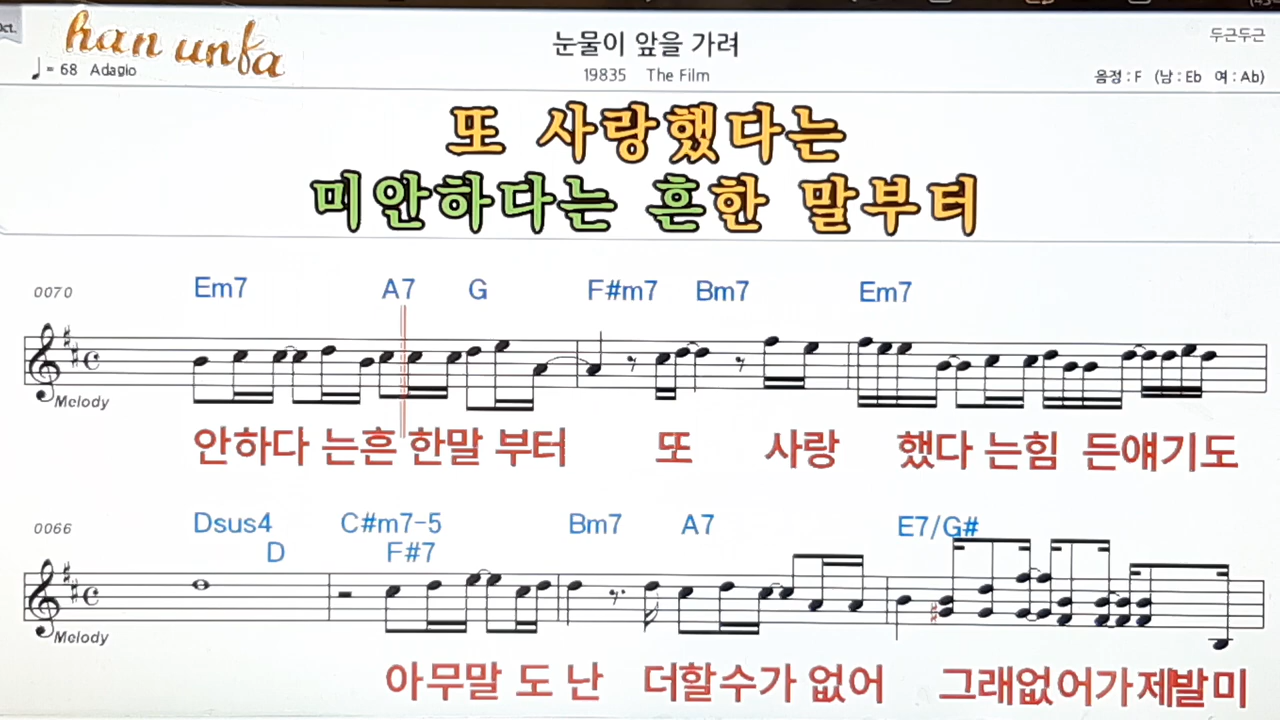 Oct.
han unfa
♩= 68 Adagio
눈물이 앞을 가려
19835 The Film
두근두근
음정 : F (남 : Eb 여 : Ab)
또 사랑했다는
미안하다는 흔한 말부터
0070
Em7 A7 G F#m7 Bm7 Em7
Melody
안하다 는흔 한말 부터 또 사랑 했다 는힘 든얘기도
0066
Dsus4 C#m7-5 Bm7 A7 E7/G#
D F#7
Melody
아무말 도 난 더할수가 없어 그래없어가제발미